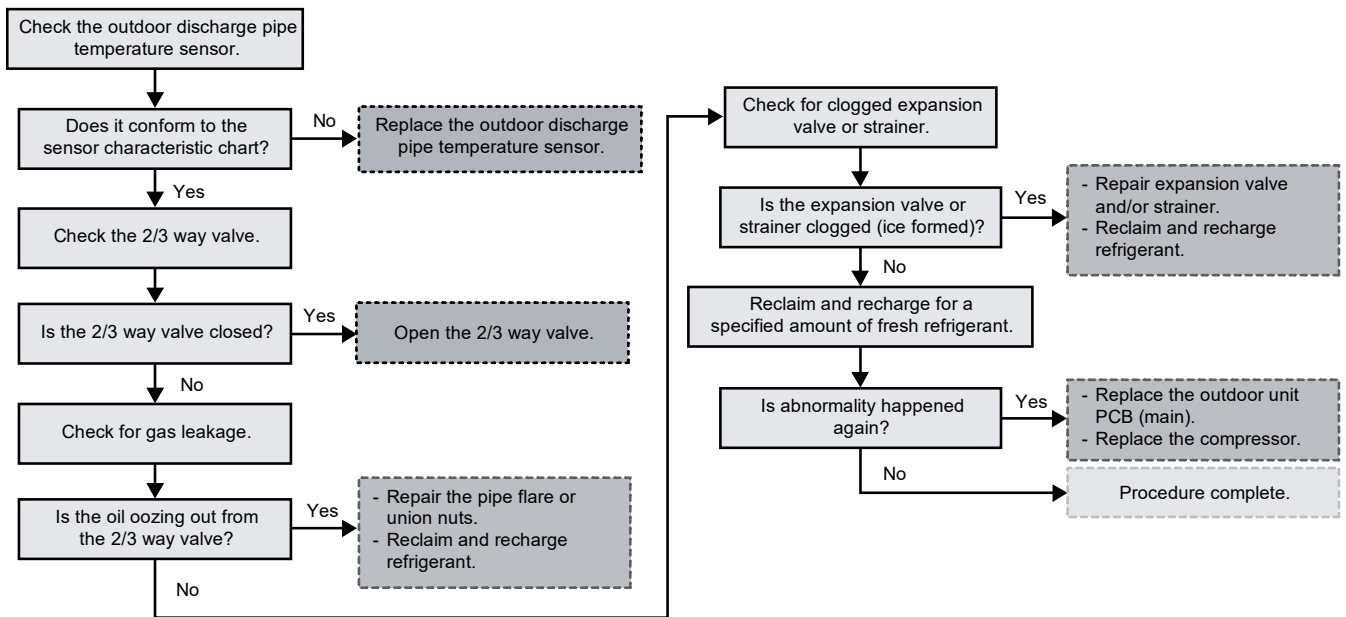 Check the outdoor discharge pipe
temperature sensor.
Does it conform to the
sensor characteristic chart?
No
Replace the outdoor discharge
pipe temperature sensor.
Yes
Check the 2/3 way valve.
Is the 2/3 way valve closed?
Yes
Open the 2/3 way valve.
No
Check for gas leakage.
Is the oil oozing out from
the 2/3 way valve?
Yes
- Repair the pipe flare or
union nuts.
- Reclaim and recharge
refrigerant.
No
Check for clogged expansion
valve or strainer.
Is the expansion valve or
strainer clogged (ice formed)?
Yes
- Repair expansion valve
and/or strainer.
- Reclaim and recharge
refrigerant.
No
Reclaim and recharge for a
specified amount of fresh refrigerant.
Is abnormality happened
again?
Yes
- Replace the outdoor unit
PCB (main).
- Replace the compressor.
No
Procedure complete.